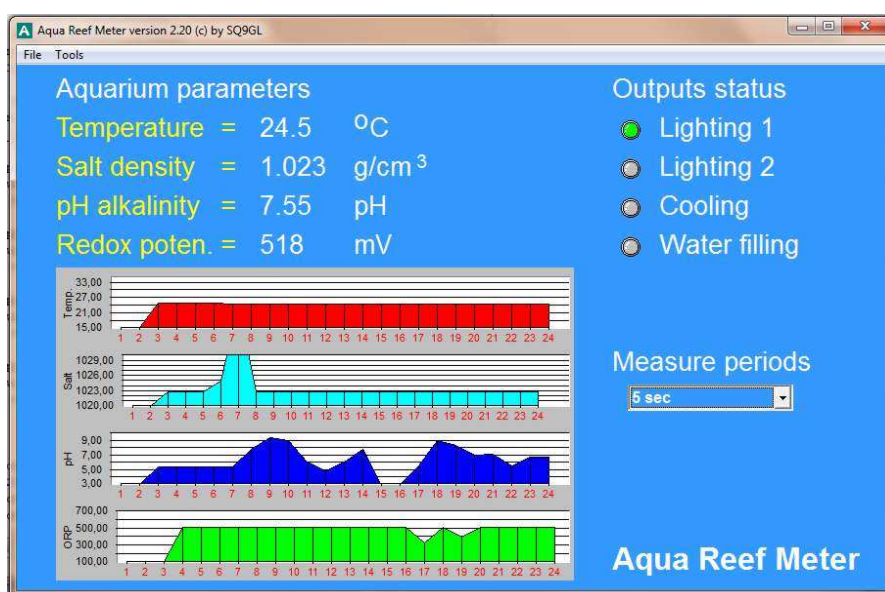 Aqua Reef Meter version 2.20 (c) by SQ9GL
File Tools
Aquarium parameters
Temperature = 24.5 °C
Salt density = 1.023 g/cm³
pH alkalinity = 7.55 pH
Redox poten. = 518 mV
Outputs status
Lighting 1
Lighting 2
Cooling
Water filling
Temp.
33,00
27,00
21,00
15,00
1 2 3 4 5 6 7 8 9 10 11 12 13 14 15 16 17 18 19 20 21 22 23 24
Salt
1029,00
1026,00
1023,00
1020,00
1 2 3 4 5 6 7 8 9 10 11 12 13 14 15 16 17 18 19 20 21 22 23 24
pH
9,00
7,00
5,00
3,00
1 2 3 4 5 6 7 8 9 10 11 12 13 14 15 16 17 18 19 20 21 22 23 24
ORP
700,00
500,00
300,00
100,00
1 2 3 4 5 6 7 8 9 10 11 12 13 14 15 16 17 18 19 20 21 22 23 24
Measure periods
5 sec
Aqua Reef Meter